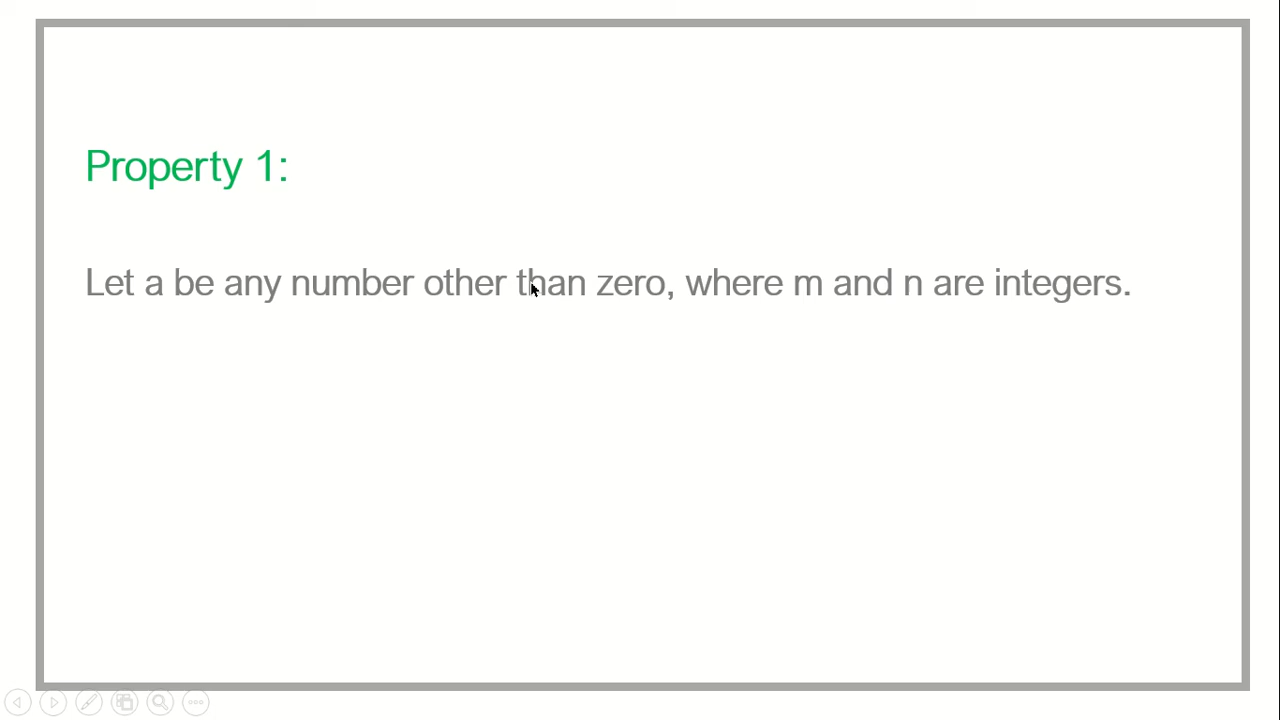 Property 1:
Let a be any number other than zero, where m and n are integers.